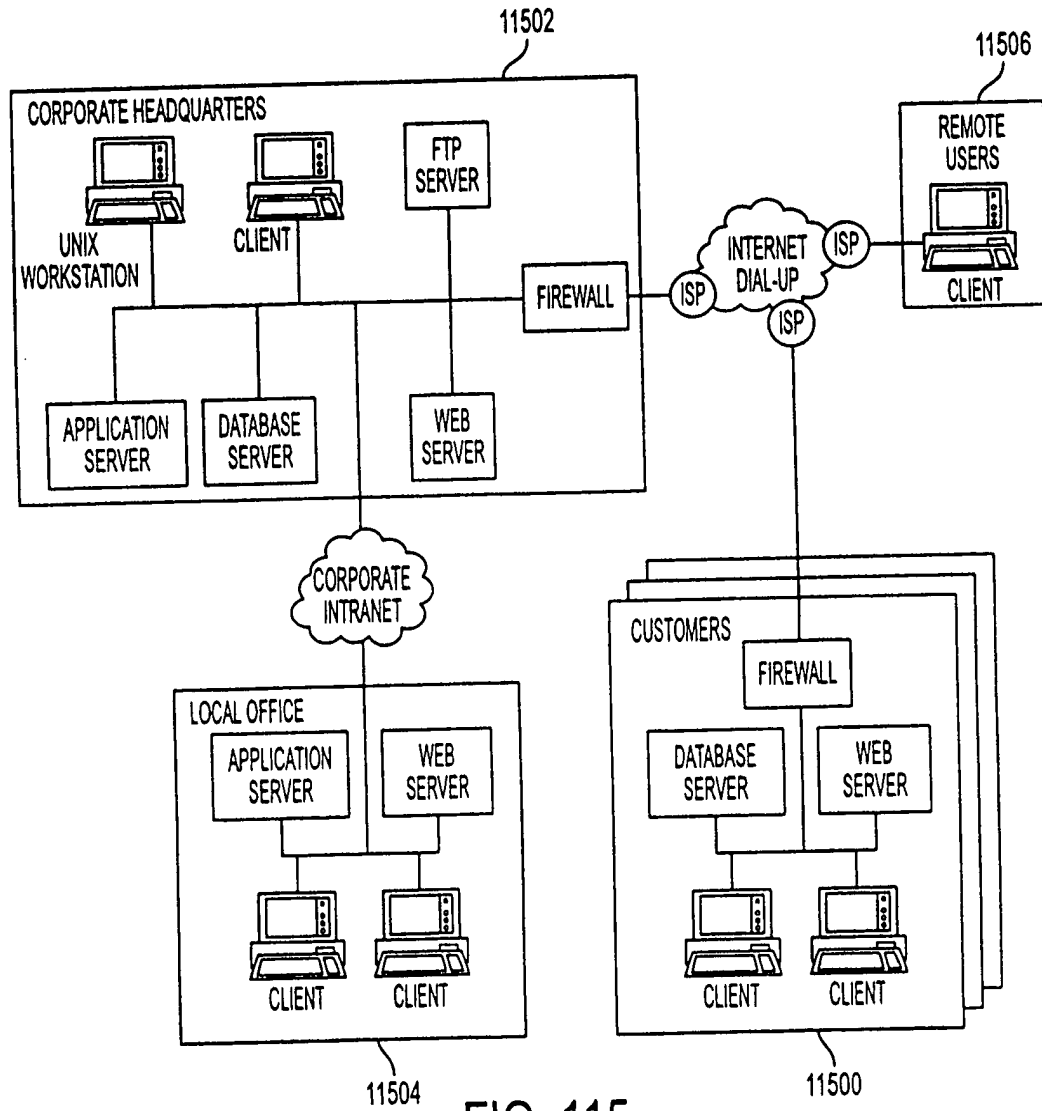 11502
11506
CORPORATE HEADQUARTERS
UNIX
WORKSTATION
CLIENT
FTP
SERVER
FIREWALL
APPLICATION
SERVER
DATABASE
SERVER
WEB
SERVER
ISP
INTERNET
DIAL-UP
ISP
ISP
REMOTE
USERS
CLIENT
CORPORATE
INTRANET
LOCAL OFFICE
APPLICATION
SERVER
WEB
SERVER
CLIENT
CLIENT
11504
CUSTOMERS
FIREWALL
DATABASE
SERVER
WEB
SERVER
CLIENT
CLIENT
11500
FIG. 115